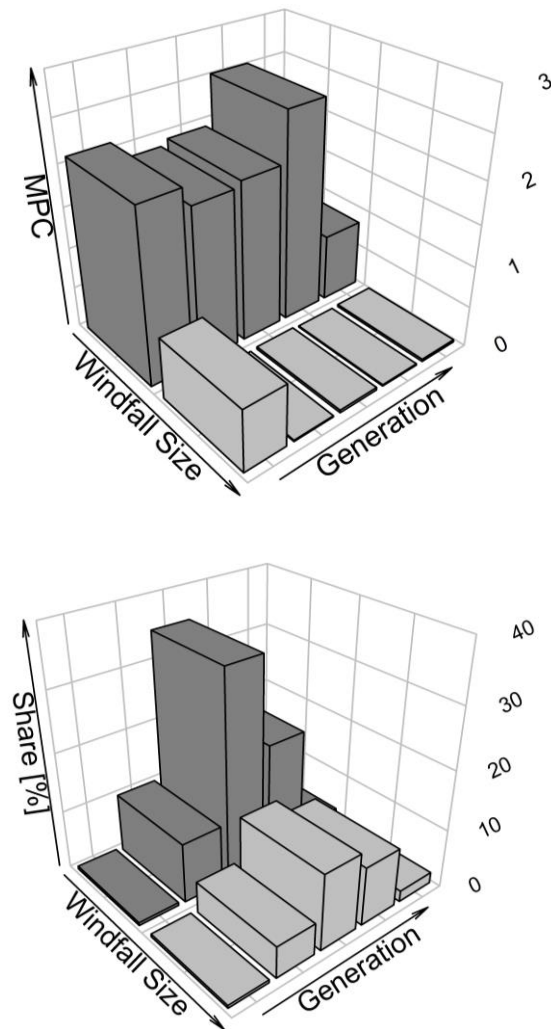 3
2
1
0
MPC
Windfall Size
Generation
40
30
20
10
0
Share [%]
Windfall Size
Generation